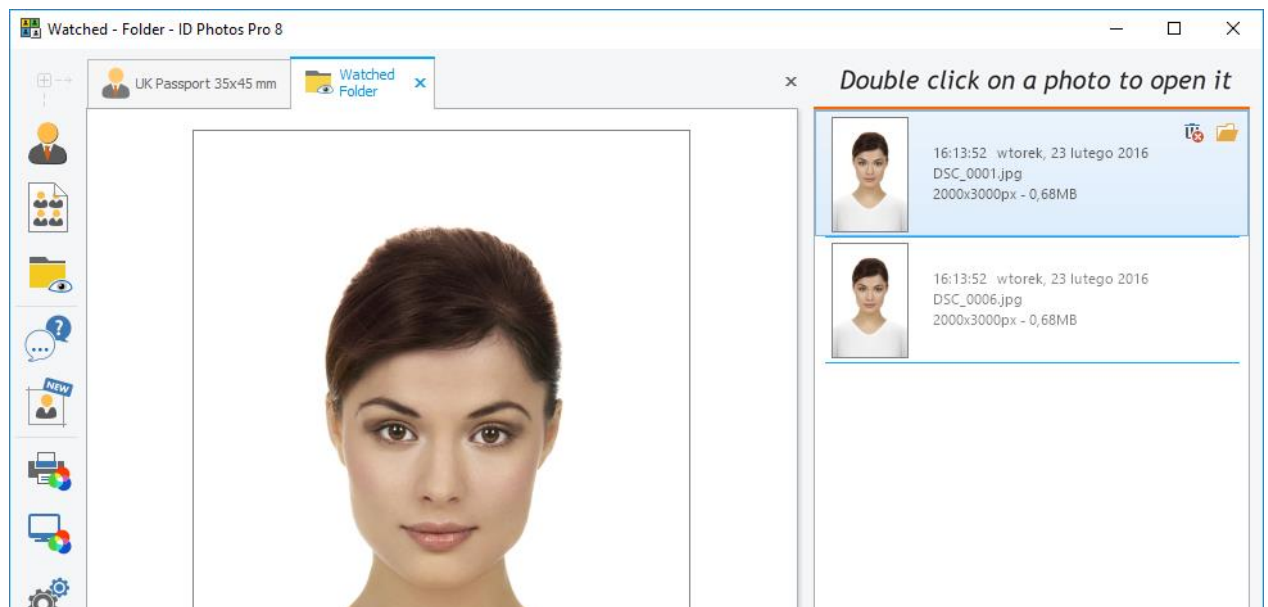 Watched - Folder - ID Photos Pro 8
UK Passport 35x45 mm
Watched
Folder
Double click on a photo to open it
16:13:52 wtorek, 23 lutego 2016
DSC_0001.jpg
2000x3000px - 0,68MB
16:13:52 wtorek, 23 lutego 2016
DSC_0006.jpg
2000x3000px - 0,68MB
?
NEW